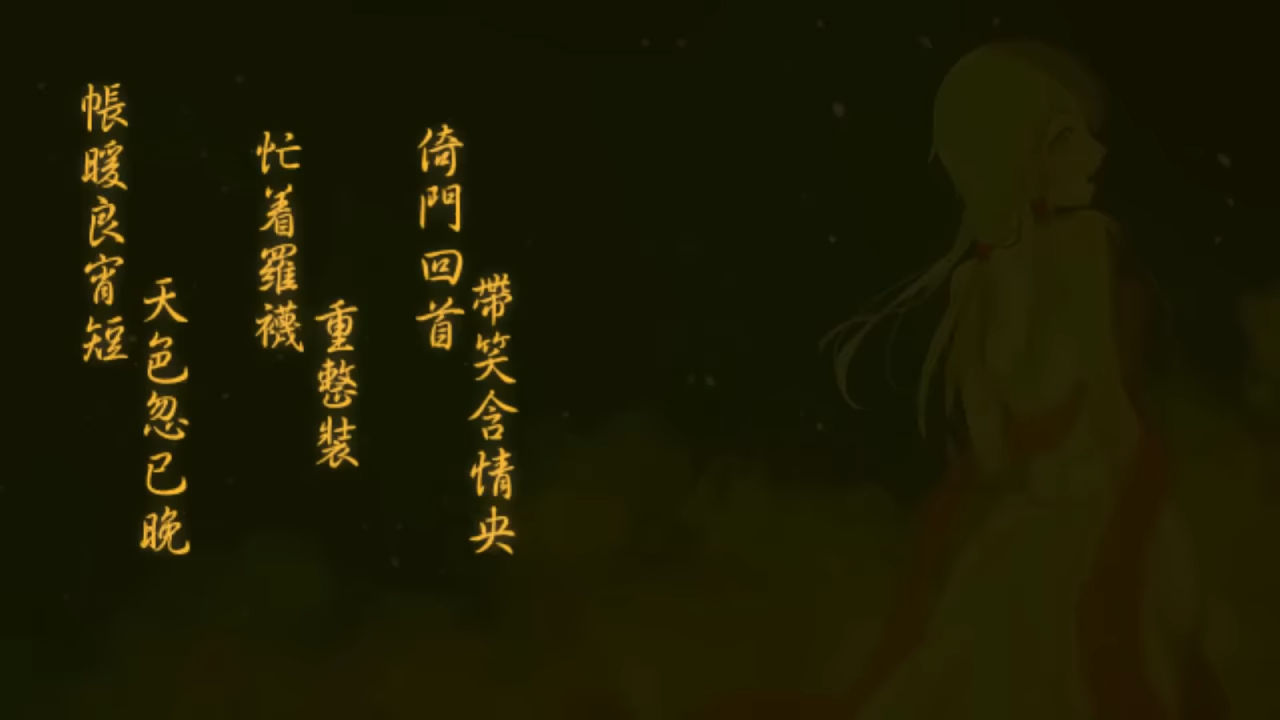 帳暖良宵短
天色忽已晚
忙着羅襪
重整裝
倚門回首
帶笑含情央